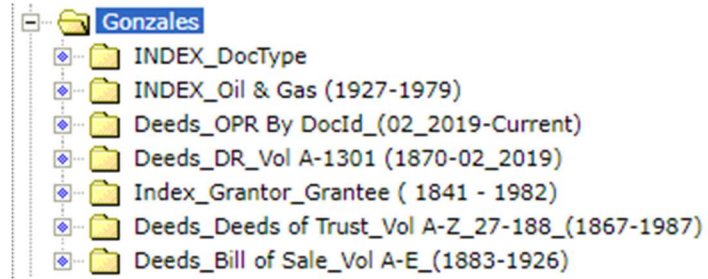 Gonzales
INDEX_DocType
INDEX_Oil & Gas (1927-1979)
Deeds_OPR By DocId_(02_2019-Current)
Deeds_DR_Vol A-1301 (1870-02_2019)
Index_Grantor_Grantee ( 1841 - 1982)
Deeds_Deeds of Trust_Vol A-Z_27-188_(1867-1987)
Deeds_Bill of Sale_Vol A-E_(1883-1926)